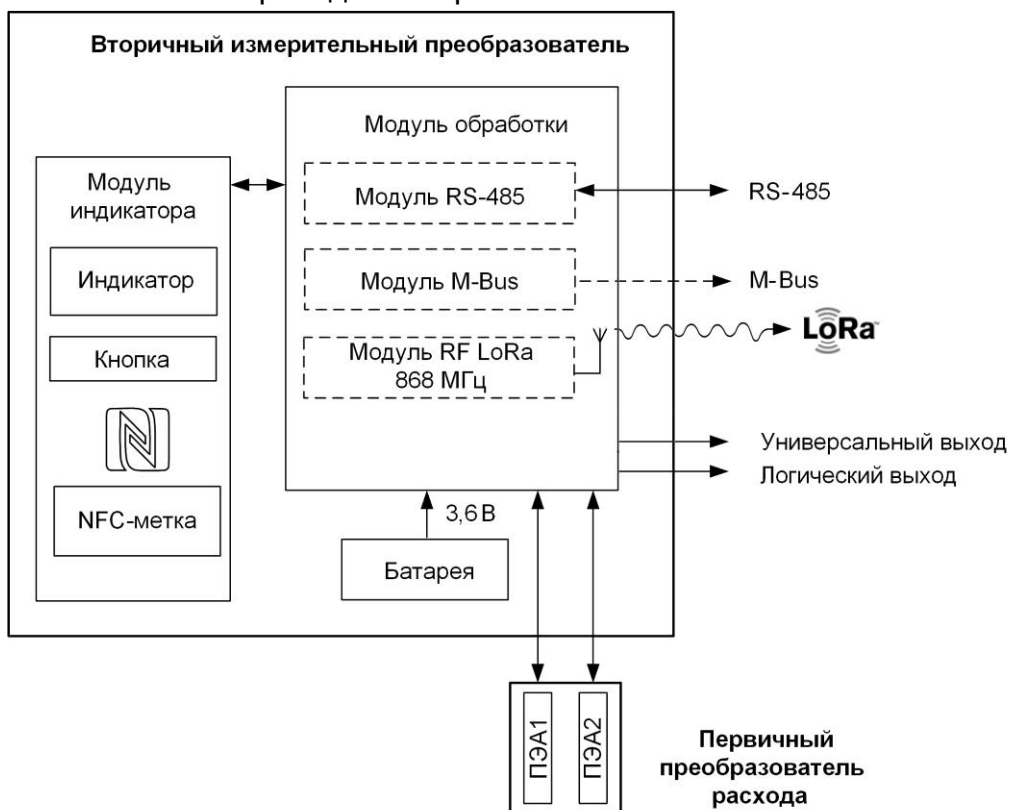 Вторичный измерительный преобразователь
Модуль обработки
Модуль
индикатора
Модуль RS-485
RS-485
Индикатор
Модуль M-Bus
M-Bus
Кнопка
Модуль RF LoRa
868 МГц
LoRa
Универсальный выход
Логический выход
NFC-метка
3,6 В
Батарея
ПЭА1
ПЭА2
Первичный
преобразователь
расхода